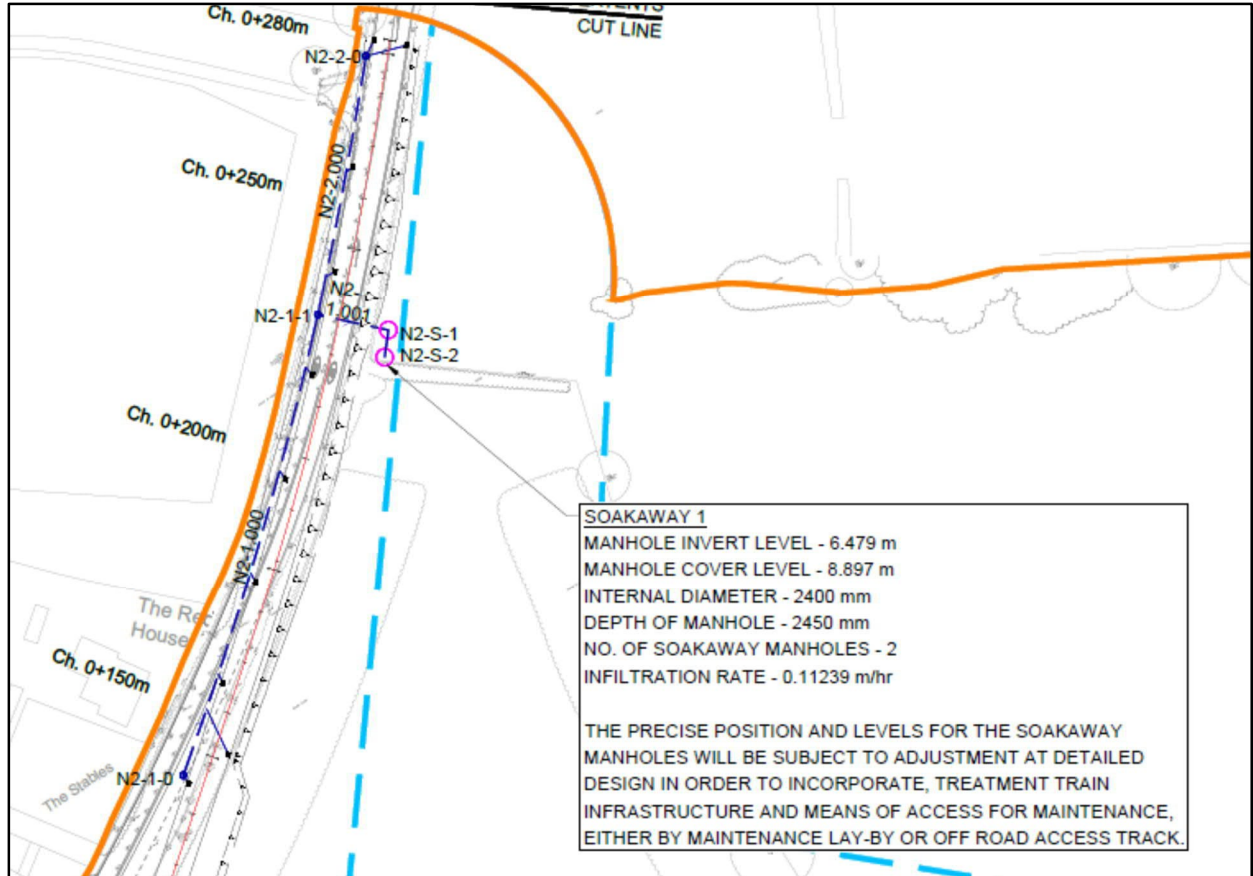 CUT LINE
Ch. 0+280m
N2-2-0
Ch. 0+250m
N2-2.000
N2-
1.001
N2-1-1
N2-S-1
N2-S-2
Ch. 0+200m
N2-1.000
The Rec
House
Ch. 0+150m
N2-1-0
The Stables
SOAKAWAY 1
MANHOLE INVERT LEVEL - 6.479 m
MANHOLE COVER LEVEL - 8.897 m
INTERNAL DIAMETER - 2400 mm
DEPTH OF MANHOLE - 2450 mm
NO. OF SOAKAWAY MANHOLES - 2
INFILTRATION RATE - 0.11239 m/hr
THE PRECISE POSITION AND LEVELS FOR THE SOAKAWAY
MANHOLES WILL BE SUBJECT TO ADJUSTMENT AT DETAILED
DESIGN IN ORDER TO INCORPORATE, TREATMENT TRAIN
INFRASTRUCTURE AND MEANS OF ACCESS FOR MAINTENANCE,
EITHER BY MAINTENANCE LAY-BY OR OFF ROAD ACCESS TRACK.